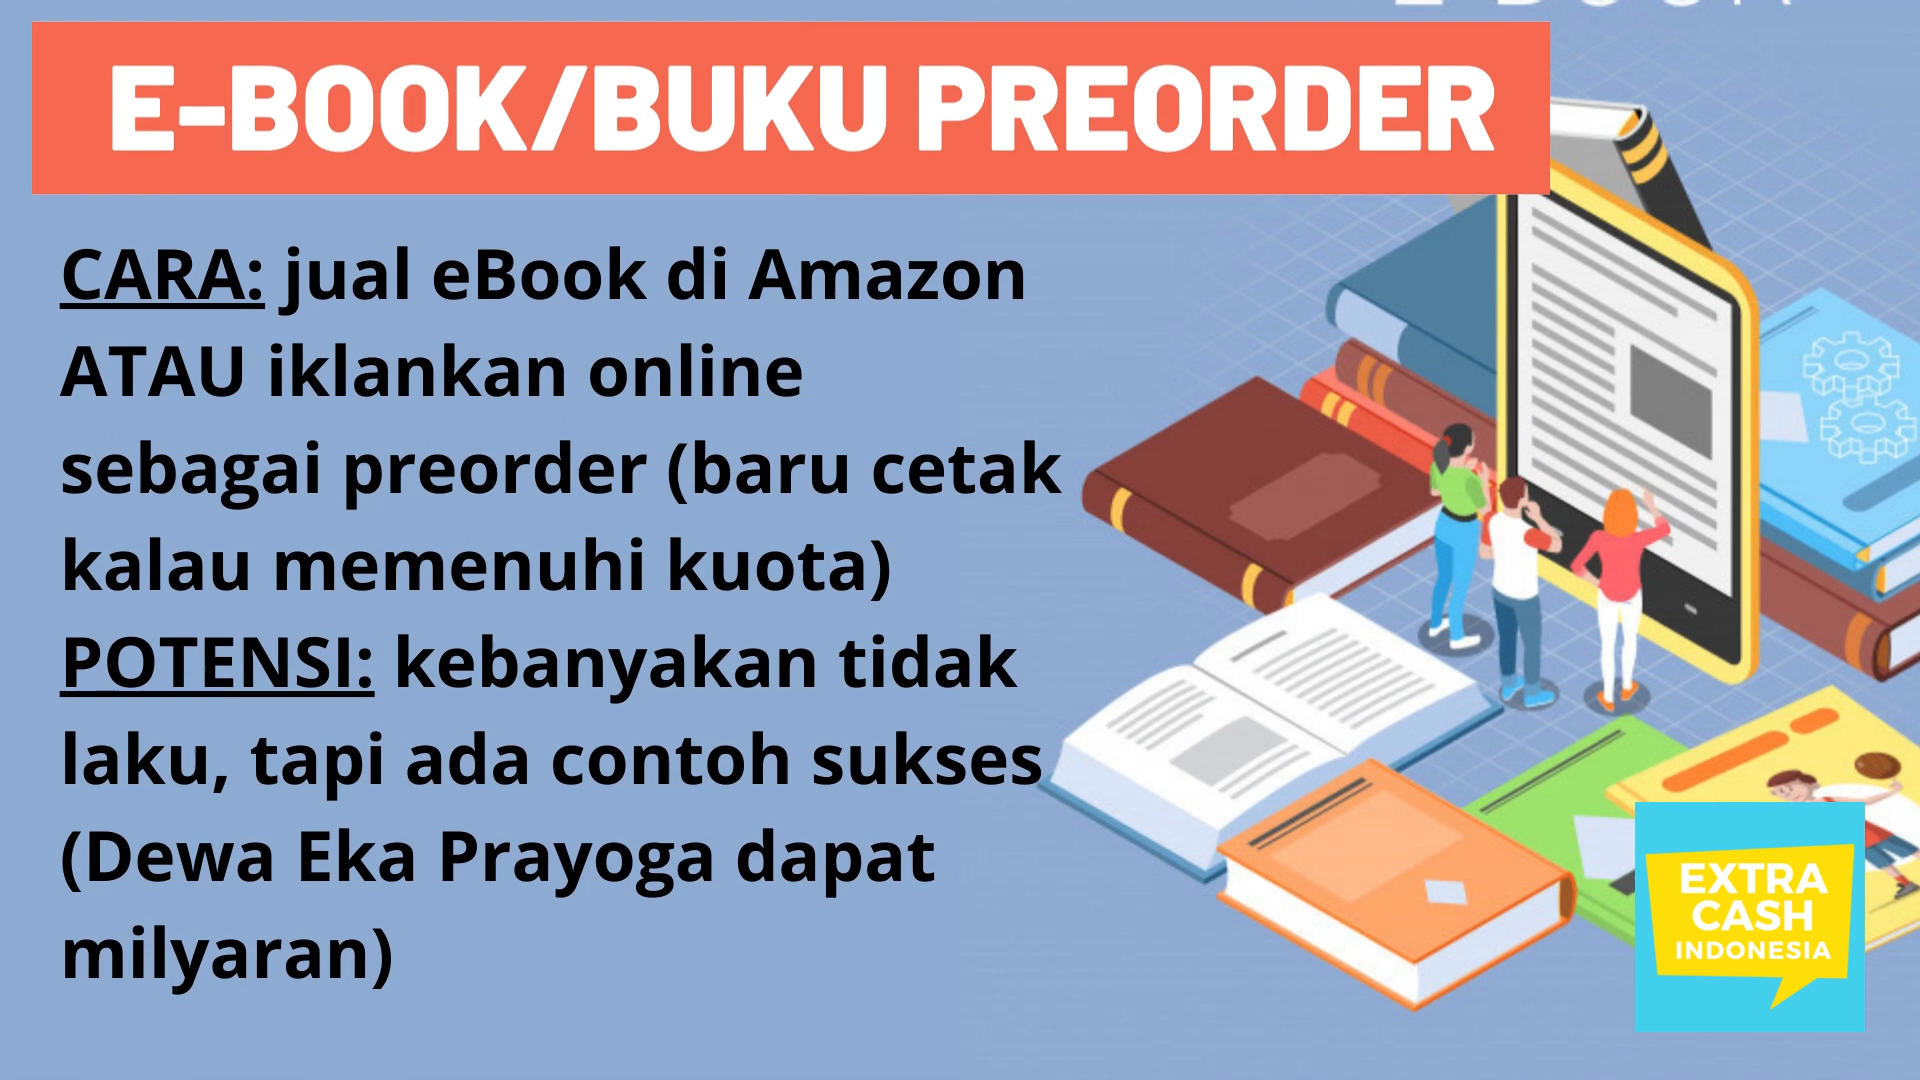 E-BOOK/BUKU PREORDER
CARA: jual eBook di Amazon
ATAU iklankan online
sebagai preorder (baru cetak
kalau memenuhi kuota)
POTENSI: kebanyakan tidak
laku, tapi ada contoh sukses
(Dewa Eka Prayoga dapat
milyaran)
EXTRA
CASH
INDONESIA